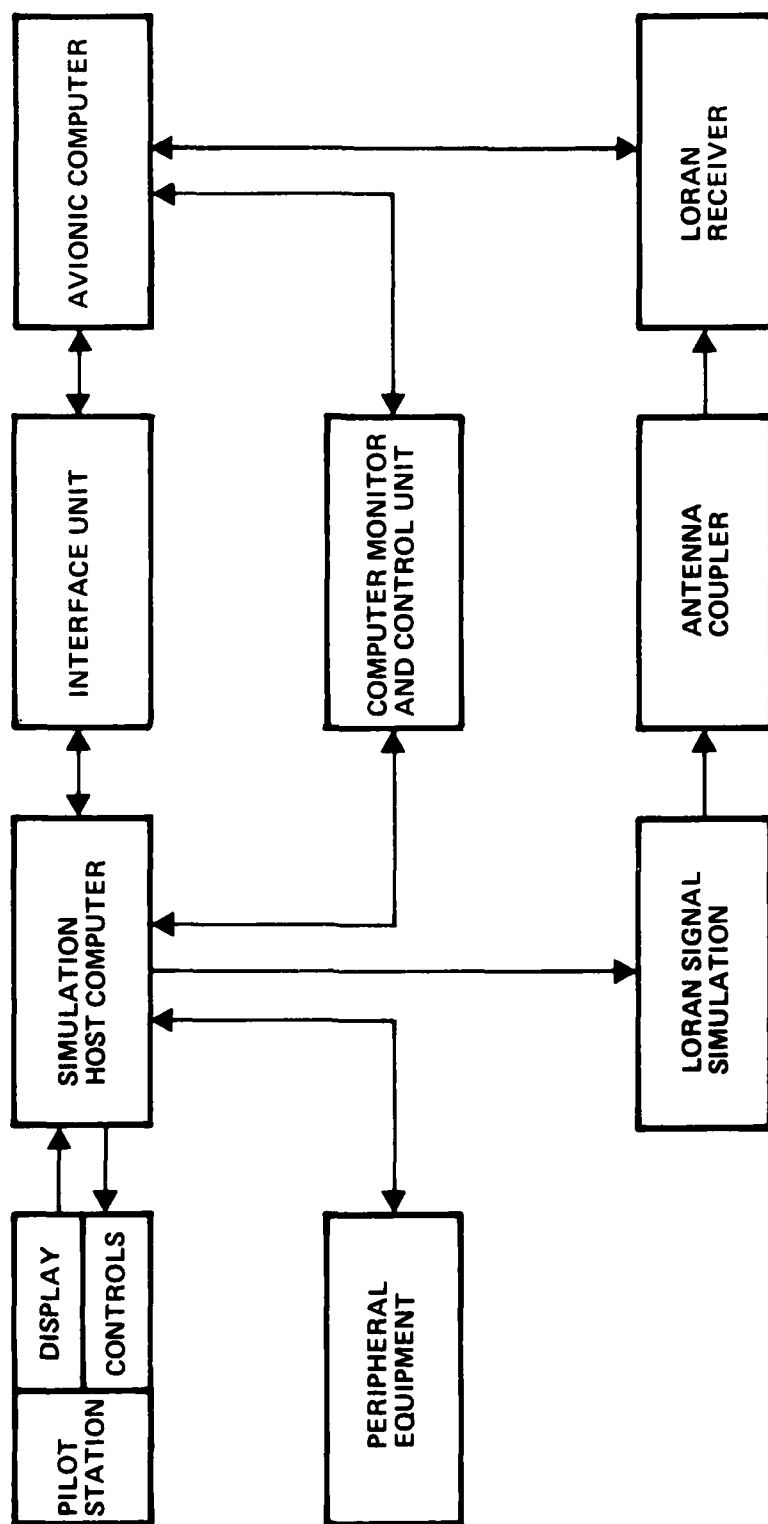 PILOT
STATION
DISPLAY
CONTROLS
SIMULATION
HOST COMPUTER
INTERFACE UNIT
AVIONIC COMPUTER
PERIPHERAL
EQUIPMENT
COMPUTER MONITOR
AND CONTROL UNIT
LORAN SIGNAL
SIMULATION
ANTENNA
COUPLER
LORAN
RECEIVER